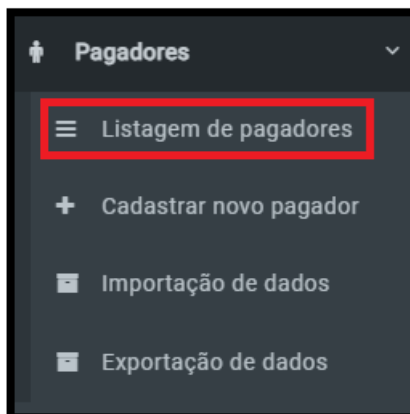 Pagadores
Listagem de pagadores
Cadastrar novo pagador
Importação de dados
Exportação de dados